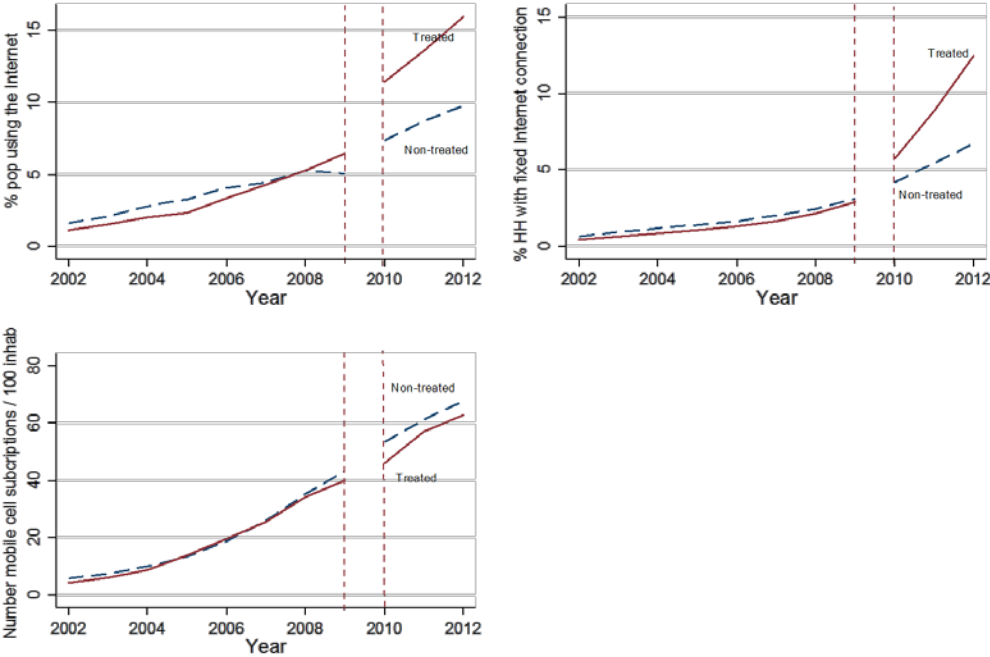 % pop using the Internet
15
10
5
0
Treated
Non-treated
2002 2004 2006 2008 2010 2012
Year
% HH with fixed Internet connection
15
10
5
0
Treated
Non-treated
2002 2004 2006 2008 2010 2012
Year
Number mobile cell subcriptions / 100 inhab
80
60
40
20
0
Non-treated
Treated
2002 2004 2006 2008 2010 2012
Year